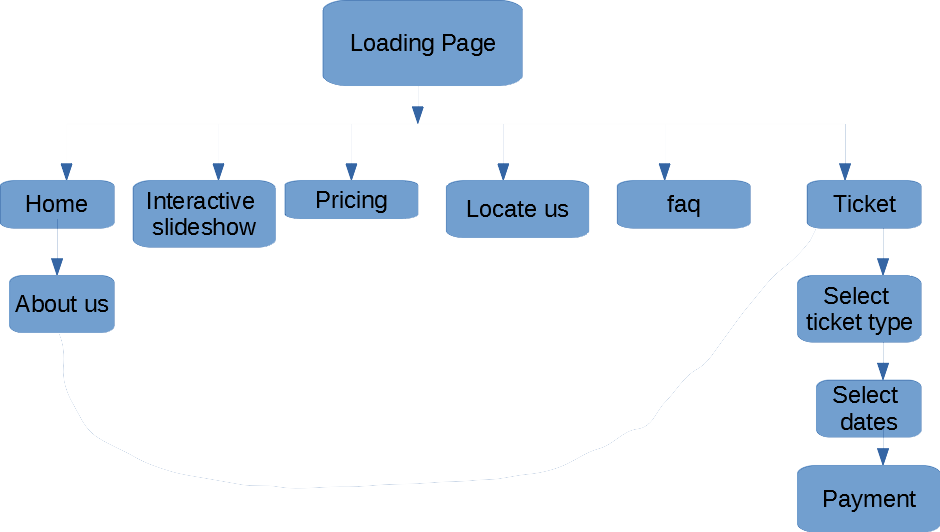 Loading Page
Home
Interactive
slideshow
Pricing
Locate us
faq
Ticket
About us
Select
ticket type
Select
dates
Payment